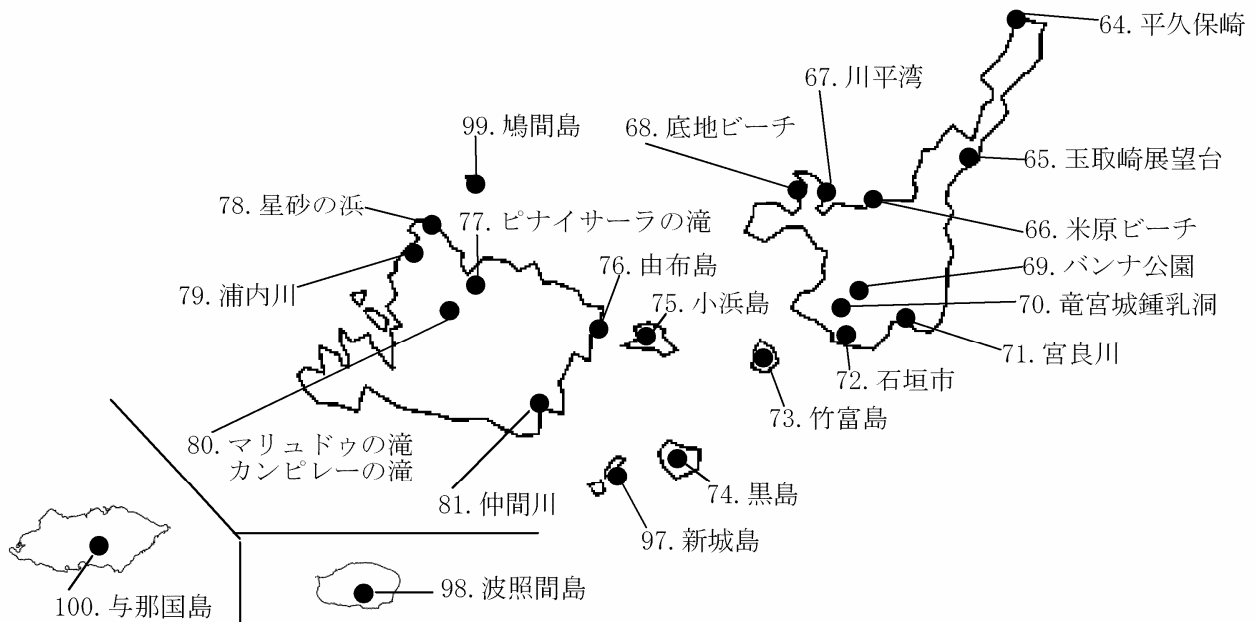 64. 平久保崎
67. 川平湾
99. 鳩間島
68. 底地ビーチ
65. 玉取崎展望台
78. 星砂の浜
77. ピナイサーラの滝
66. 米原ビーチ
76. 由布島
69. バンナ公園
79. 浦内川
75. 小浜島
70. 竜宮城鍾乳洞
71. 宮良川
72. 石垣市
73. 竹富島
80. マリュドゥの滝
カンピレーの滝
81. 仲間川
74. 黒島
97. 新城島
98. 波照間島
100. 与那国島